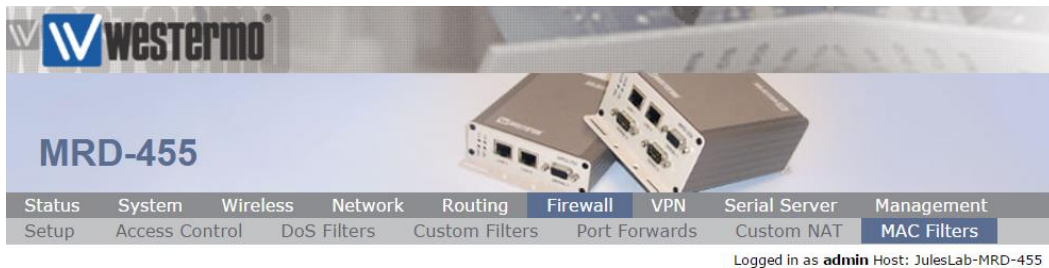 westermo
MRD-455
Status System Wireless Network Routing Firewall VPN Serial Server Management
Setup Access Control DoS Filters Custom Filters Port Forwards Custom NAT MAC Filters
Logged in as admin Host: JulesLab-MRD-455